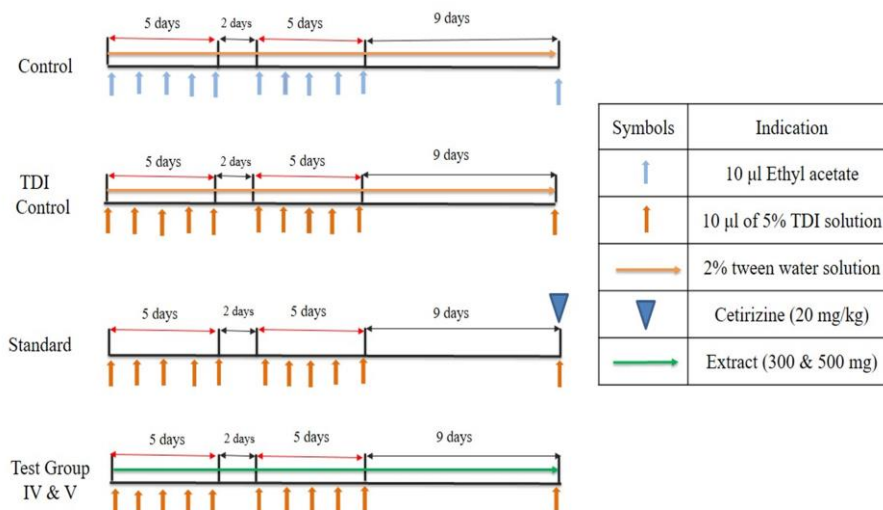 5 days 2 days 5 days 9 days
Control
5 days 2 days 5 days 9 days
TDI
Control
5 days 2 days 5 days 9 days
Standard
5 days 2 days 5 days 9 days
Test Group
IV & V
Symbols Indication
10 µl Ethyl acetate
10 µl of 5% TDI solution
2% tween water solution
Cetirizine (20 mg/kg)
Extract (300 & 500 mg)